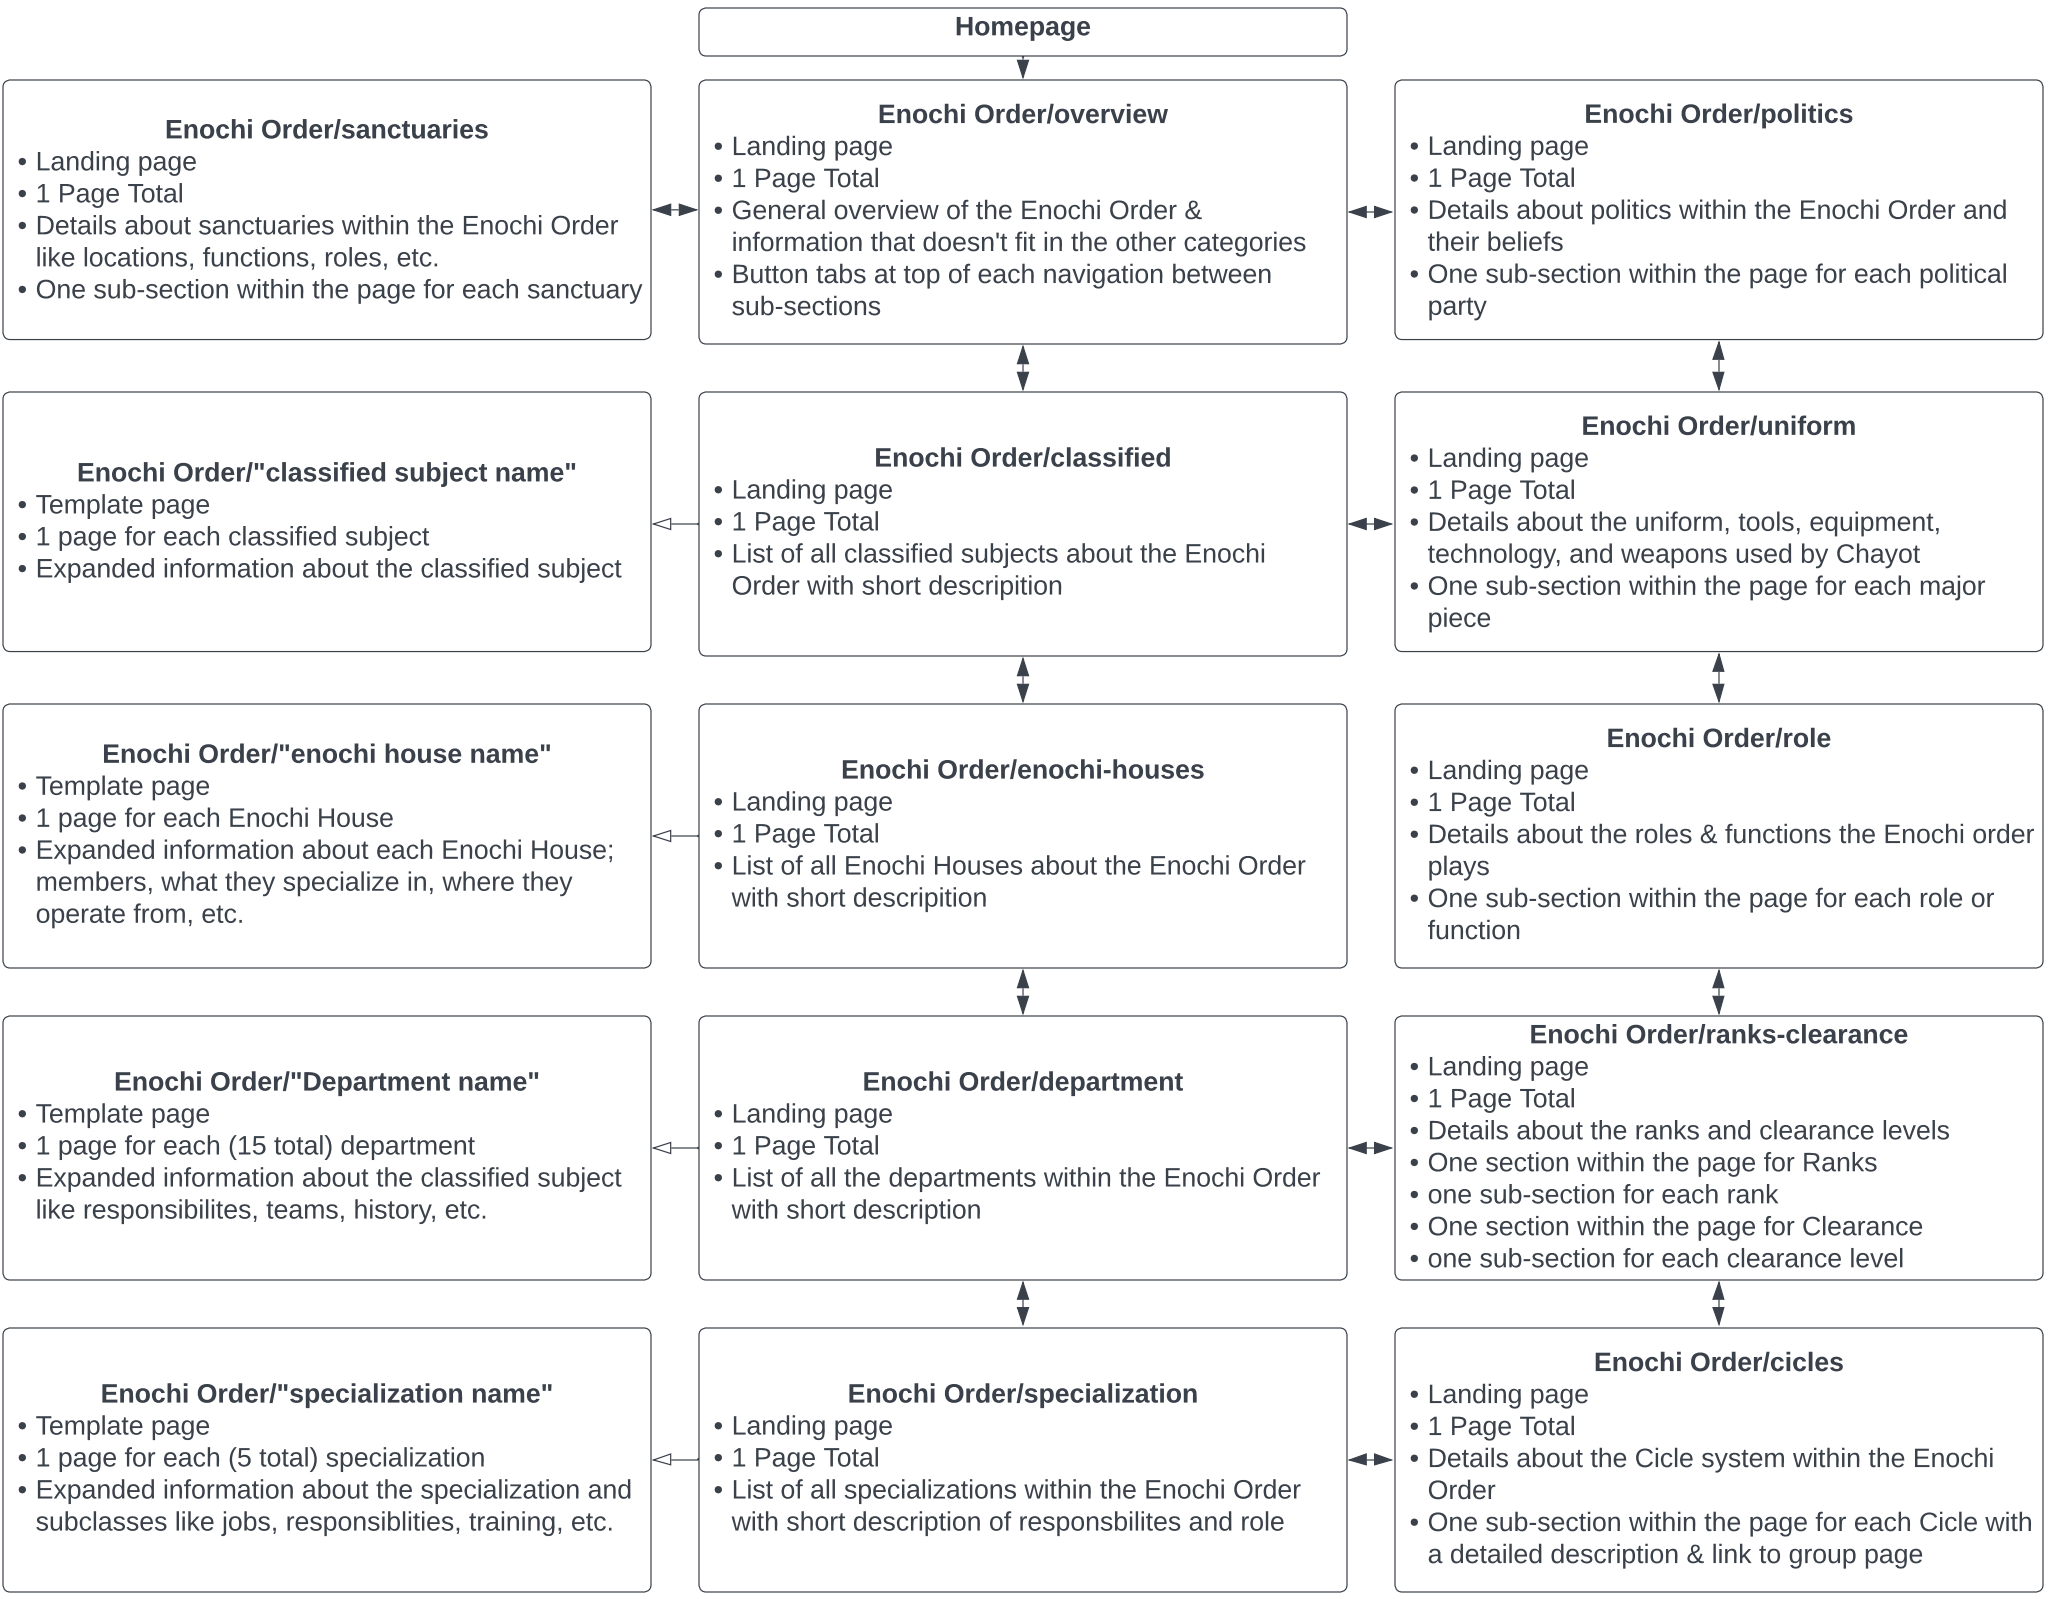 Homepage
Enochi Order/sanctuaries
• Landing page
• 1 Page Total
• Details about sanctuaries within the Enochi Order
like locations, functions, roles, etc.
• One sub-section within the page for each sanctuary
Enochi Order/overview
• Landing page
• 1 Page Total
• General overview of the Enochi Order &
information that doesn't fit in the other categories
• Button tabs at top of each navigation between
sub-sections
Enochi Order/politics
• Landing page
• 1 Page Total
• Details about politics within the Enochi Order and
their beliefs
• One sub-section within the page for each political
party
Enochi Order/"classified subject name"
• Template page
• 1 page for each classified subject
• Expanded information about the classified subject
Enochi Order/classified
• Landing page
• 1 Page Total
• List of all classified subjects about the Enochi
Order with short descripition
Enochi Order/uniform
• Landing page
• 1 Page Total
• Details about the uniform, tools, equipment,
technology, and weapons used by Chayot
• One sub-section within the page for each major
piece
Enochi Order/"enochi house name"
• Template page
• 1 page for each Enochi House
• Expanded information about each Enochi House;
members, what they specialize in, where they
operate from, etc.
Enochi Order/enochi-houses
• Landing page
• 1 Page Total
• List of all Enochi Houses about the Enochi Order
with short descripition
Enochi Order/role
• Landing page
• 1 Page Total
• Details about the roles & functions the Enochi order
plays
• One sub-section within the page for each role or
function
Enochi Order/"Department name"
• Template page
• 1 page for each (15 total) department
• Expanded information about the classified subject
like responsibilites, teams, history, etc.
Enochi Order/department
• Landing page
• 1 Page Total
• List of all the departments within the Enochi Order
with short description
Enochi Order/ranks-clearance
• Landing page
• 1 Page Total
• Details about the ranks and clearance levels
• One section within the page for Ranks
• one sub-section for each rank
• One section within the page for Clearance
• one sub-section for each clearance level
Enochi Order/"specialization name"
• Template page
• 1 page for each (5 total) specialization
• Expanded information about the specialization and
subclasses like jobs, responsiblities, training, etc.
Enochi Order/specialization
• Landing page
• 1 Page Total
• List of all specializations within the Enochi Order
with short description of responsbilites and role
Enochi Order/cicles
• Landing page
• 1 Page Total
• Details about the Cicle system within the Enochi
Order
• One sub-section within the page for each Cicle with
a detailed description & link to group page